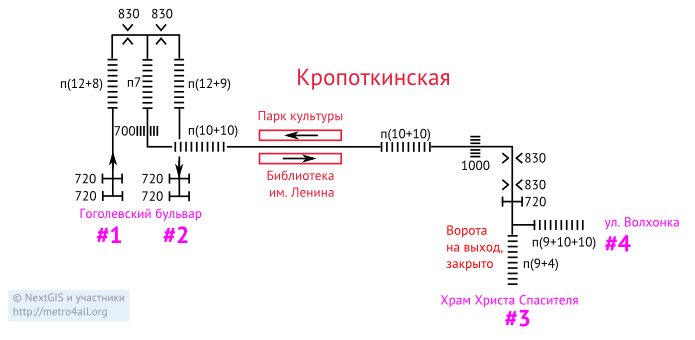 830 830
Кропоткинская
п(12+8) п7 п(12+9)
Парк культуры
700 п(10+10) п(10+10)
830
1000
Библиотека
им. Ленина
720 720 830
720 720 720
Гоголевский бульвар
#1 #2
ул. Волхонка
#4
Ворота
на выход,
закрыто
п(9+10+10)
п(9+4)
Храм Христа Спасителя
#3
© NextGIS и участники
http://metro4all.org